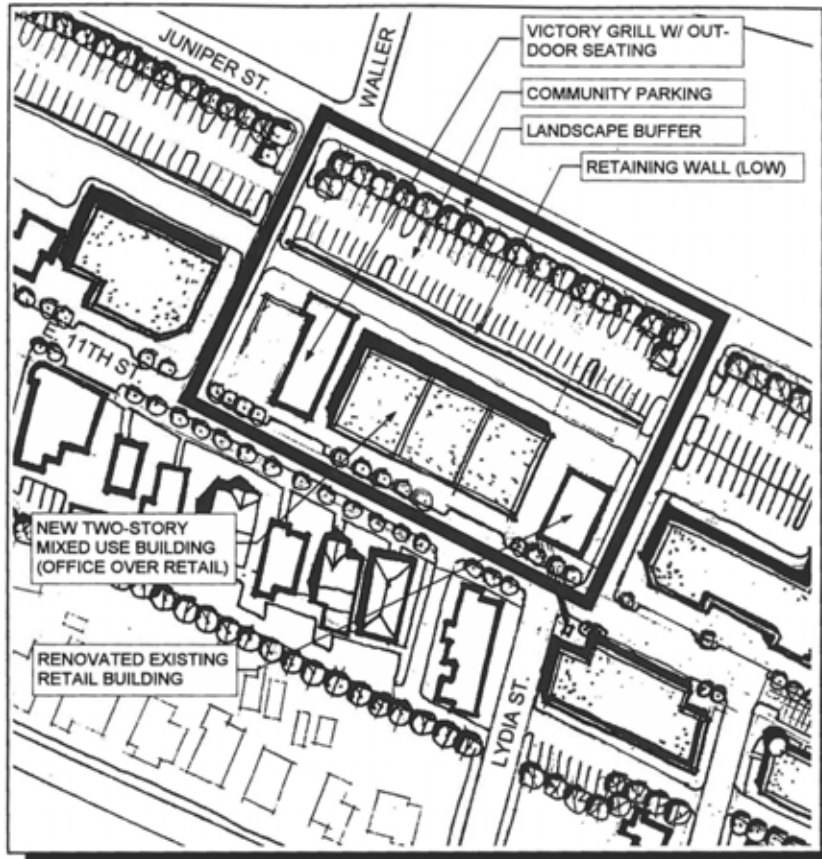 JUNIPER ST.
WALLER
VICTORY GRILL W/ OUT-
DOOR SEATING
COMMUNITY PARKING
LANDSCAPE BUFFER
RETAINING WALL (LOW)
E 11TH ST
NEW TWO-STORY
MIXED USE BUILDING
(OFFICE OVER RETAIL)
RENOVATED EXISTING
RETAIL BUILDING
LYDIA ST.